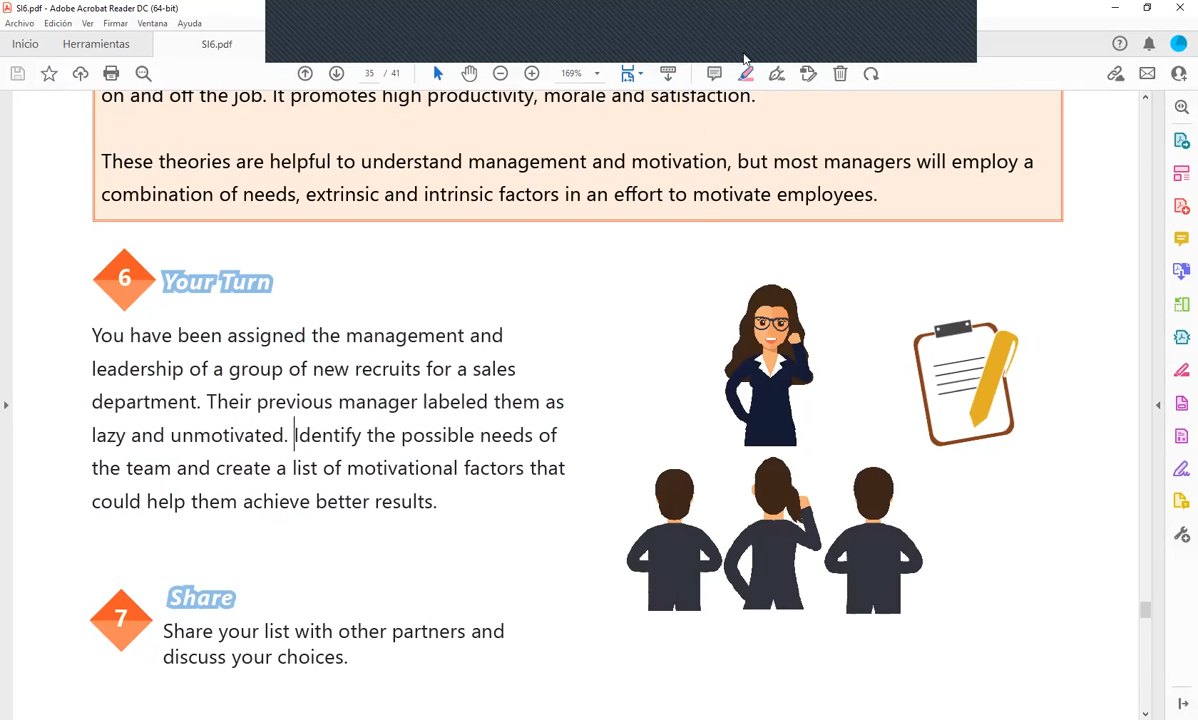 SI6.pdf - Adobe Acrobat Reader DC (64-bit)
Archivo Edición Ver Firmar Ventana Ayuda
Inicio Herramientas SI6.pdf
35 / 41 169%
on and off the job. It promotes high productivity, morale and satisfaction.
These theories are helpful to understand management and motivation, but most managers will employ a
combination of needs, extrinsic and intrinsic factors in an effort to motivate employees.
6 Your Turn
You have been assigned the management and
leadership of a group of new recruits for a sales
department. Their previous manager labeled them as
lazy and unmotivated. Identify the possible needs of
the team and create a list of motivational factors that
could help them achieve better results.
7 Share
Share your list with other partners and
discuss your choices.